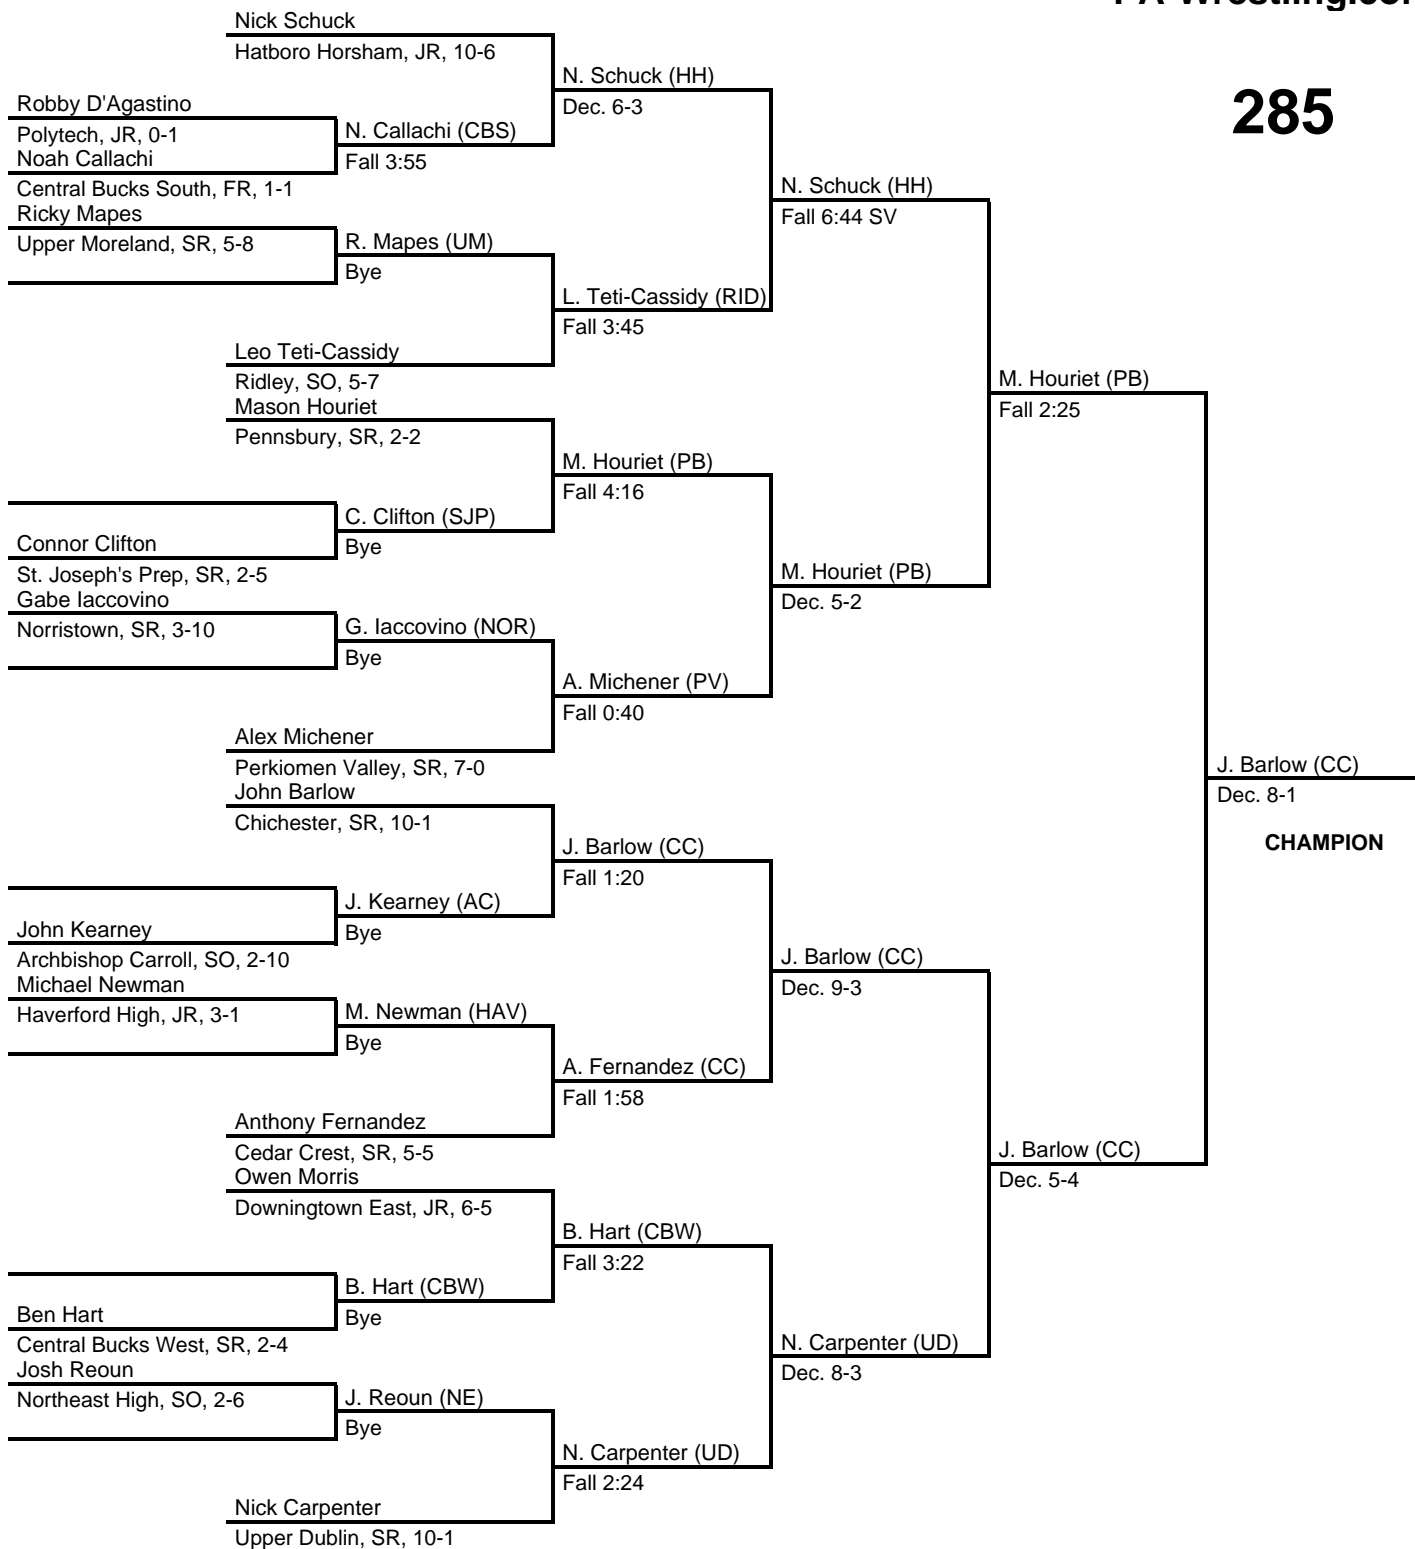 PA-Wrestling.com
285
Nick Schuck
Hatboro Horsham, JR, 10-6
N. Schuck (HH)
Dec. 6-3
Robby D'Agastino
Polytech, JR, 0-1
Noah Callachi
Central Bucks South, FR, 1-1
N. Callachi (CBS)
Fall 3:55
N. Schuck (HH)
Fall 6:44 SV
Ricky Mapes
Upper Moreland, SR, 5-8
R. Mapes (UM)
Bye
L. Teti-Cassidy (RID)
Fall 3:45
Leo Teti-Cassidy
Ridley, SO, 5-7
M. Houriet (PB)
Fall 2:25
Mason Houriet
Pennsbury, SR, 2-2
M. Houriet (PB)
Fall 4:16
C. Clifton (SJP)
Bye
Connor Clifton
St. Joseph's Prep, SR, 2-5
M. Houriet (PB)
Dec. 5-2
Gabe Iaccovino
Norristown, SR, 3-10
G. Iaccovino (NOR)
Bye
A. Michener (PV)
Fall 0:40
Alex Michener
Perkiomen Valley, SR, 7-0
J. Barlow (CC)
Dec. 8-1
CHAMPION
John Barlow
Chichester, SR, 10-1
J. Barlow (CC)
Fall 1:20
J. Kearney (AC)
Bye
John Kearney
Archbishop Carroll, SO, 2-10
J. Barlow (CC)
Dec. 9-3
Michael Newman
Haverford High, JR, 3-1
M. Newman (HAV)
Bye
A. Fernandez (CC)
Fall 1:58
Anthony Fernandez
Cedar Crest, SR, 5-5
J. Barlow (CC)
Dec. 5-4
Owen Morris
Downingtown East, JR, 6-5
B. Hart (CBW)
Fall 3:22
B. Hart (CBW)
Bye
Ben Hart
Central Bucks West, SR, 2-4
N. Carpenter (UD)
Dec. 8-3
Josh Reoun
Northeast High, SO, 2-6
J. Reoun (NE)
Bye
N. Carpenter (UD)
Fall 2:24
Nick Carpenter
Upper Dublin, SR, 10-1